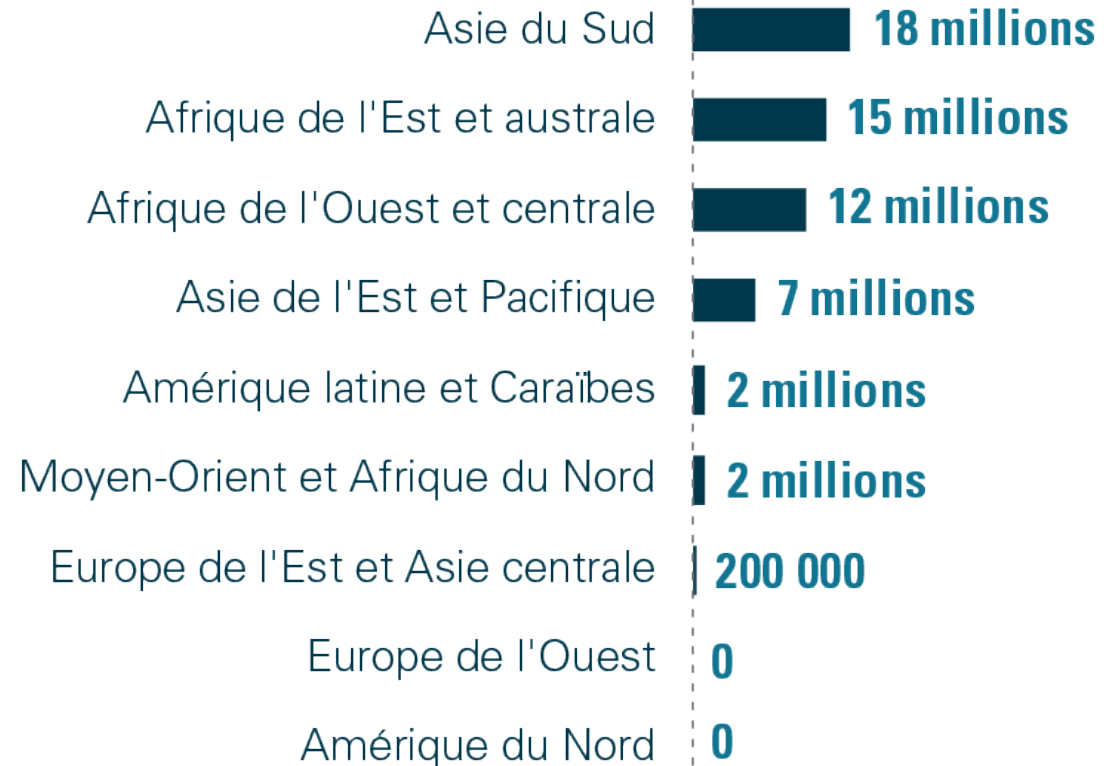 Asie du Sud 18 millions
Afrique de l'Est et australe 15 millions
Afrique de l'Ouest et centrale 12 millions
Asie de l'Est et Pacifique 7 millions
Amérique latine et Caraïbes 2 millions
Moyen-Orient et Afrique du Nord 2 millions
Europe de l'Est et Asie centrale 200 000
Europe de l'Ouest 0
Amérique du Nord 0